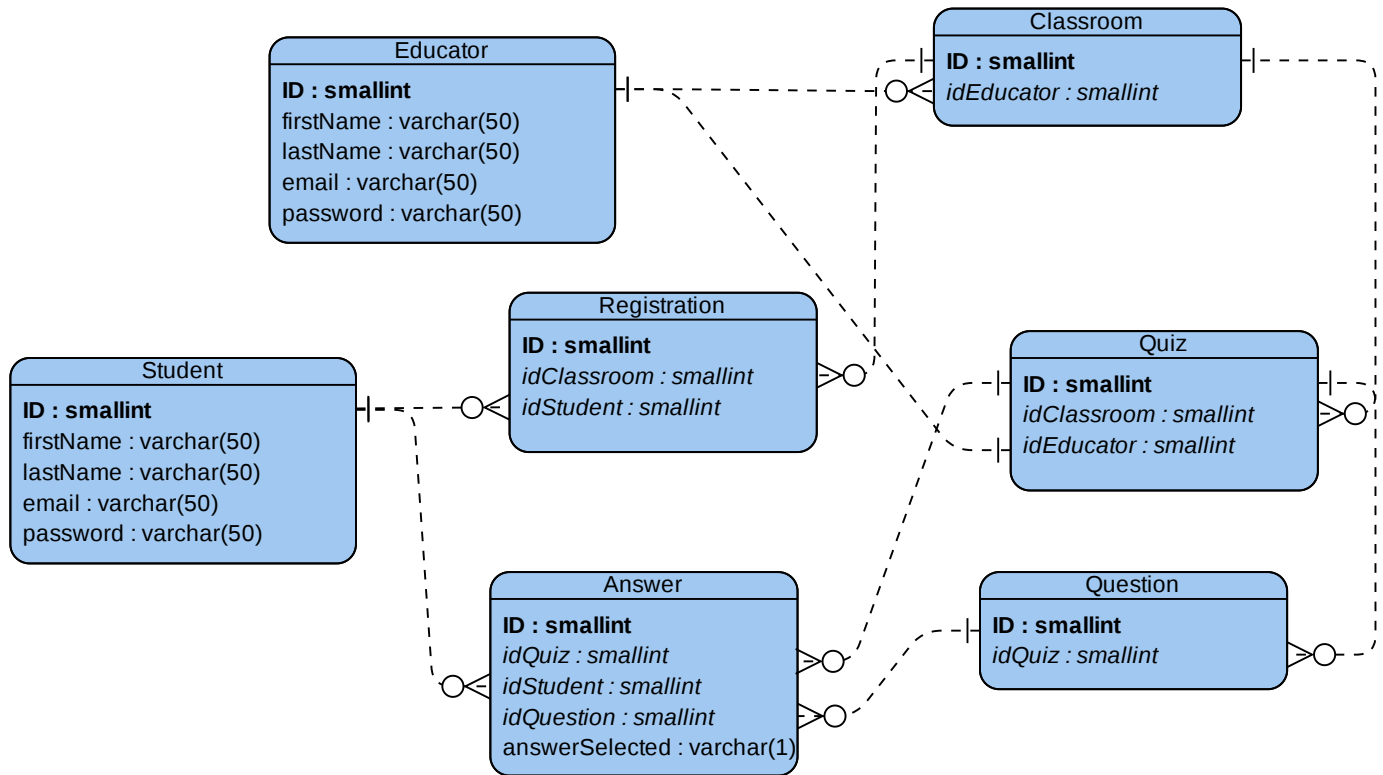 Educator
ID : smallint
firstName : varchar(50)
lastName : varchar(50)
email : varchar(50)
password : varchar(50)
Classroom
ID : smallint
idEducator : smallint
Registration
ID : smallint
idClassroom : smallint
idStudent : smallint
Quiz
ID : smallint
idClassroom : smallint
idEducator : smallint
Student
ID : smallint
firstName : varchar(50)
lastName : varchar(50)
email : varchar(50)
password : varchar(50)
Answer
ID : smallint
idQuiz : smallint
idStudent : smallint
idQuestion : smallint
answerSelected : varchar(1)
Question
ID : smallint
idQuiz : smallint